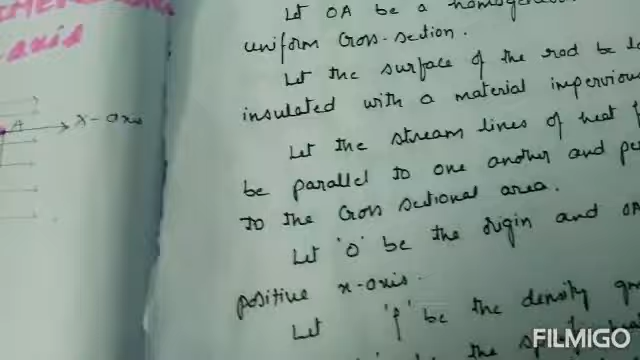 axis
A
X-axis
Let OA be a
uniform Cross-section.
Let the surface of the rod be
insulated with a material impervious
Let the stream lines of heat
be parallel to one another and
to the Cross sectional area.
Let 'O' be the origin and OA
positive x-axis.
Let 'ρ' be the density
be the
FILMIGO